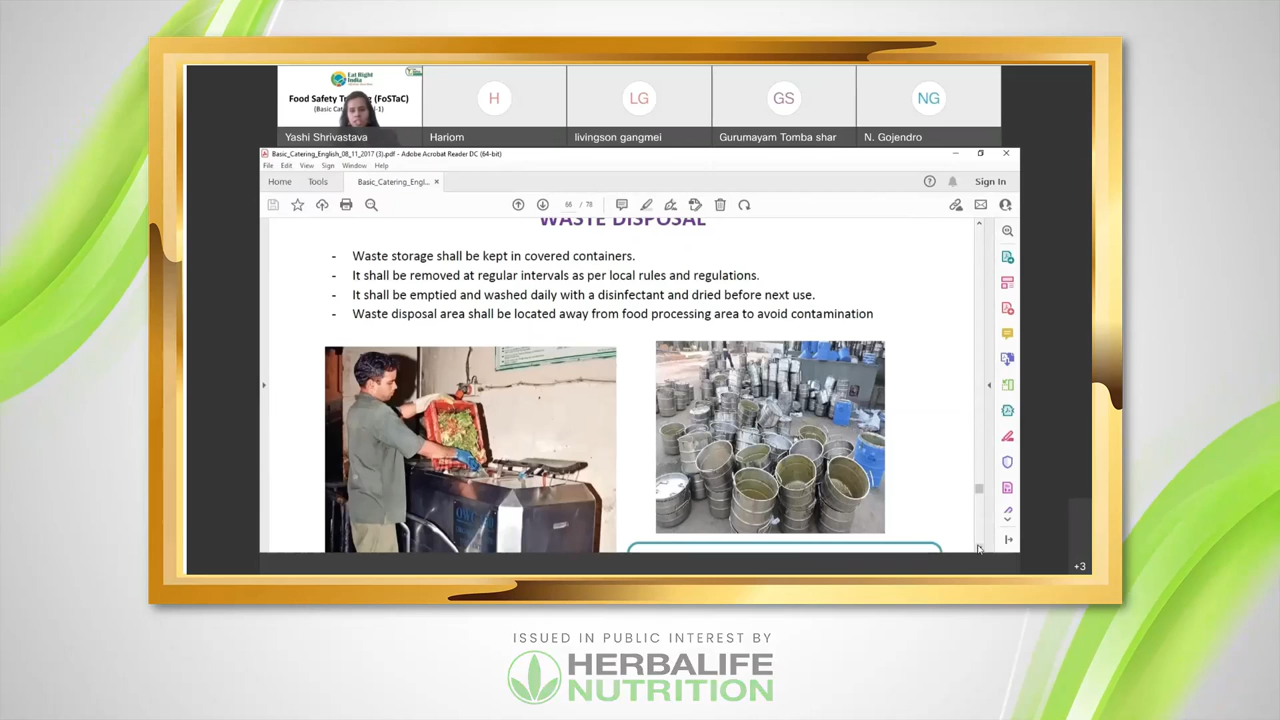 Eat Right
India
Food Safety Tr ng (FoSTaC)
(Basic Cat -1)
H
LG
GS
NG
Yashi Shrivastava
Hariom
livingson gangmei
Gurumayam Tomba shar
N. Gojendro
Basic_Catering_English_08_11_2017 (3).pdf - Adobe Acrobat Reader DC (64-bit)
File Edit View Sign Window Help
Home Tools Basic_Catering_Engl... × Sign In
66 / 78
WASTE DISPOSAL
- Waste storage shall be kept in covered containers.
- It shall be removed at regular intervals as per local rules and regulations.
- It shall be emptied and washed daily with a disinfectant and dried before next use.
- Waste disposal area shall be located away from food processing area to avoid contamination
+3
ISSUED IN PUBLIC INTEREST BY
HERBALIFE
NUTRITION